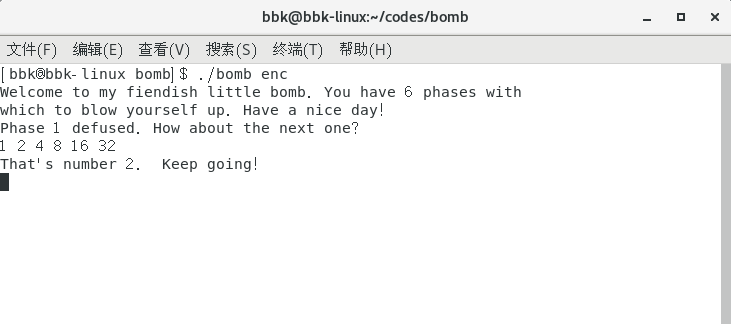 bbk@bbk-linux:~/codes/bomb
文件(F) 编辑(E) 查看(V) 搜索(S) 终端(T) 帮助(H)
[bbk@bbk-linux bomb]$ ./bomb enc
Welcome to my fiendish little bomb. You have 6 phases with
which to blow yourself up. Have a nice day!
Phase 1 defused. How about the next one?
1 2 4 8 16 32
That's number 2.  Keep going!